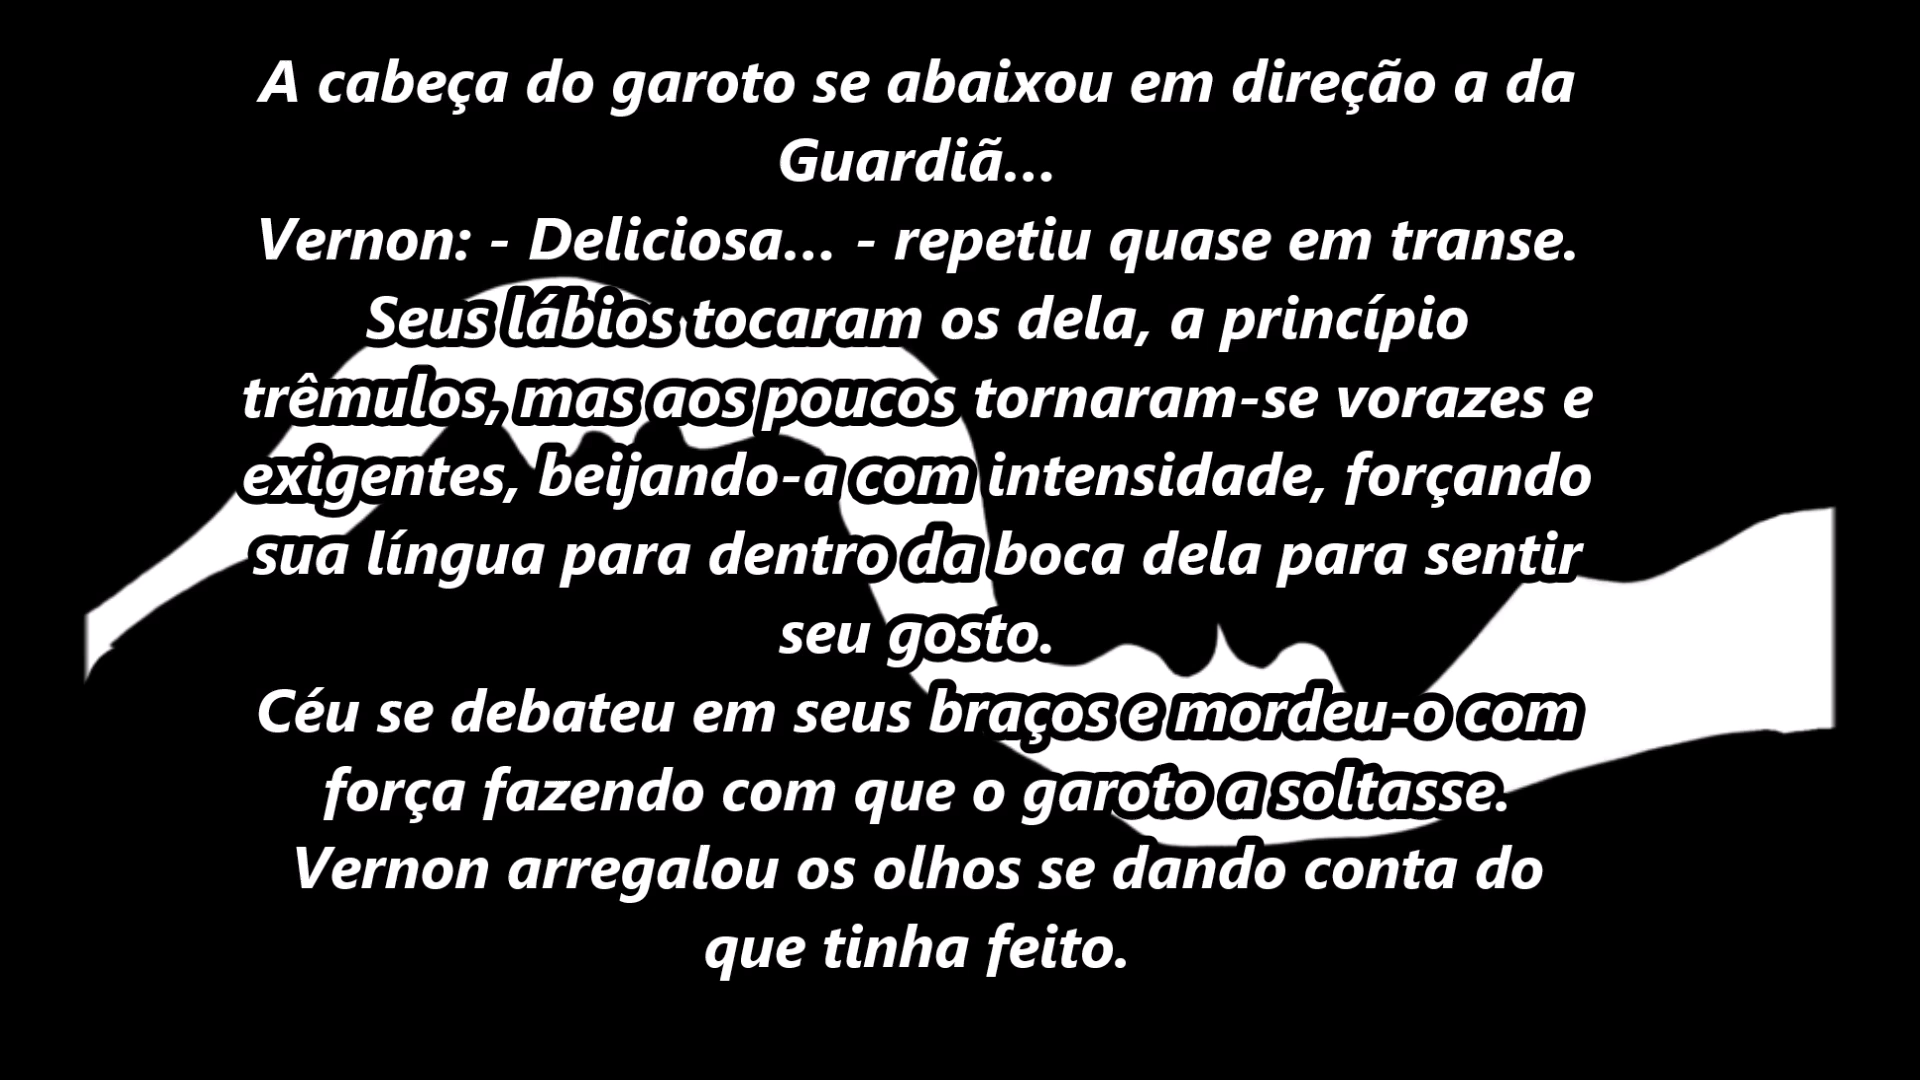 A cabeça do garoto se abaixou em direção a da
Guardiã...
Vernon: - Deliciosa... - repetiu quase em transe.
Seus lábios tocaram os dela, a princípio
trêmulos, mas aos poucos tornaram-se vorazes e
exigentes, beijando-a com intensidade, forçando
sua língua para dentro da boca dela para sentir
seu gosto.
Céu se debateu em seus braços e mordeu-o com
força fazendo com que o garoto a soltasse.
Vernon arregalou os olhos se dando conta do
que tinha feito.